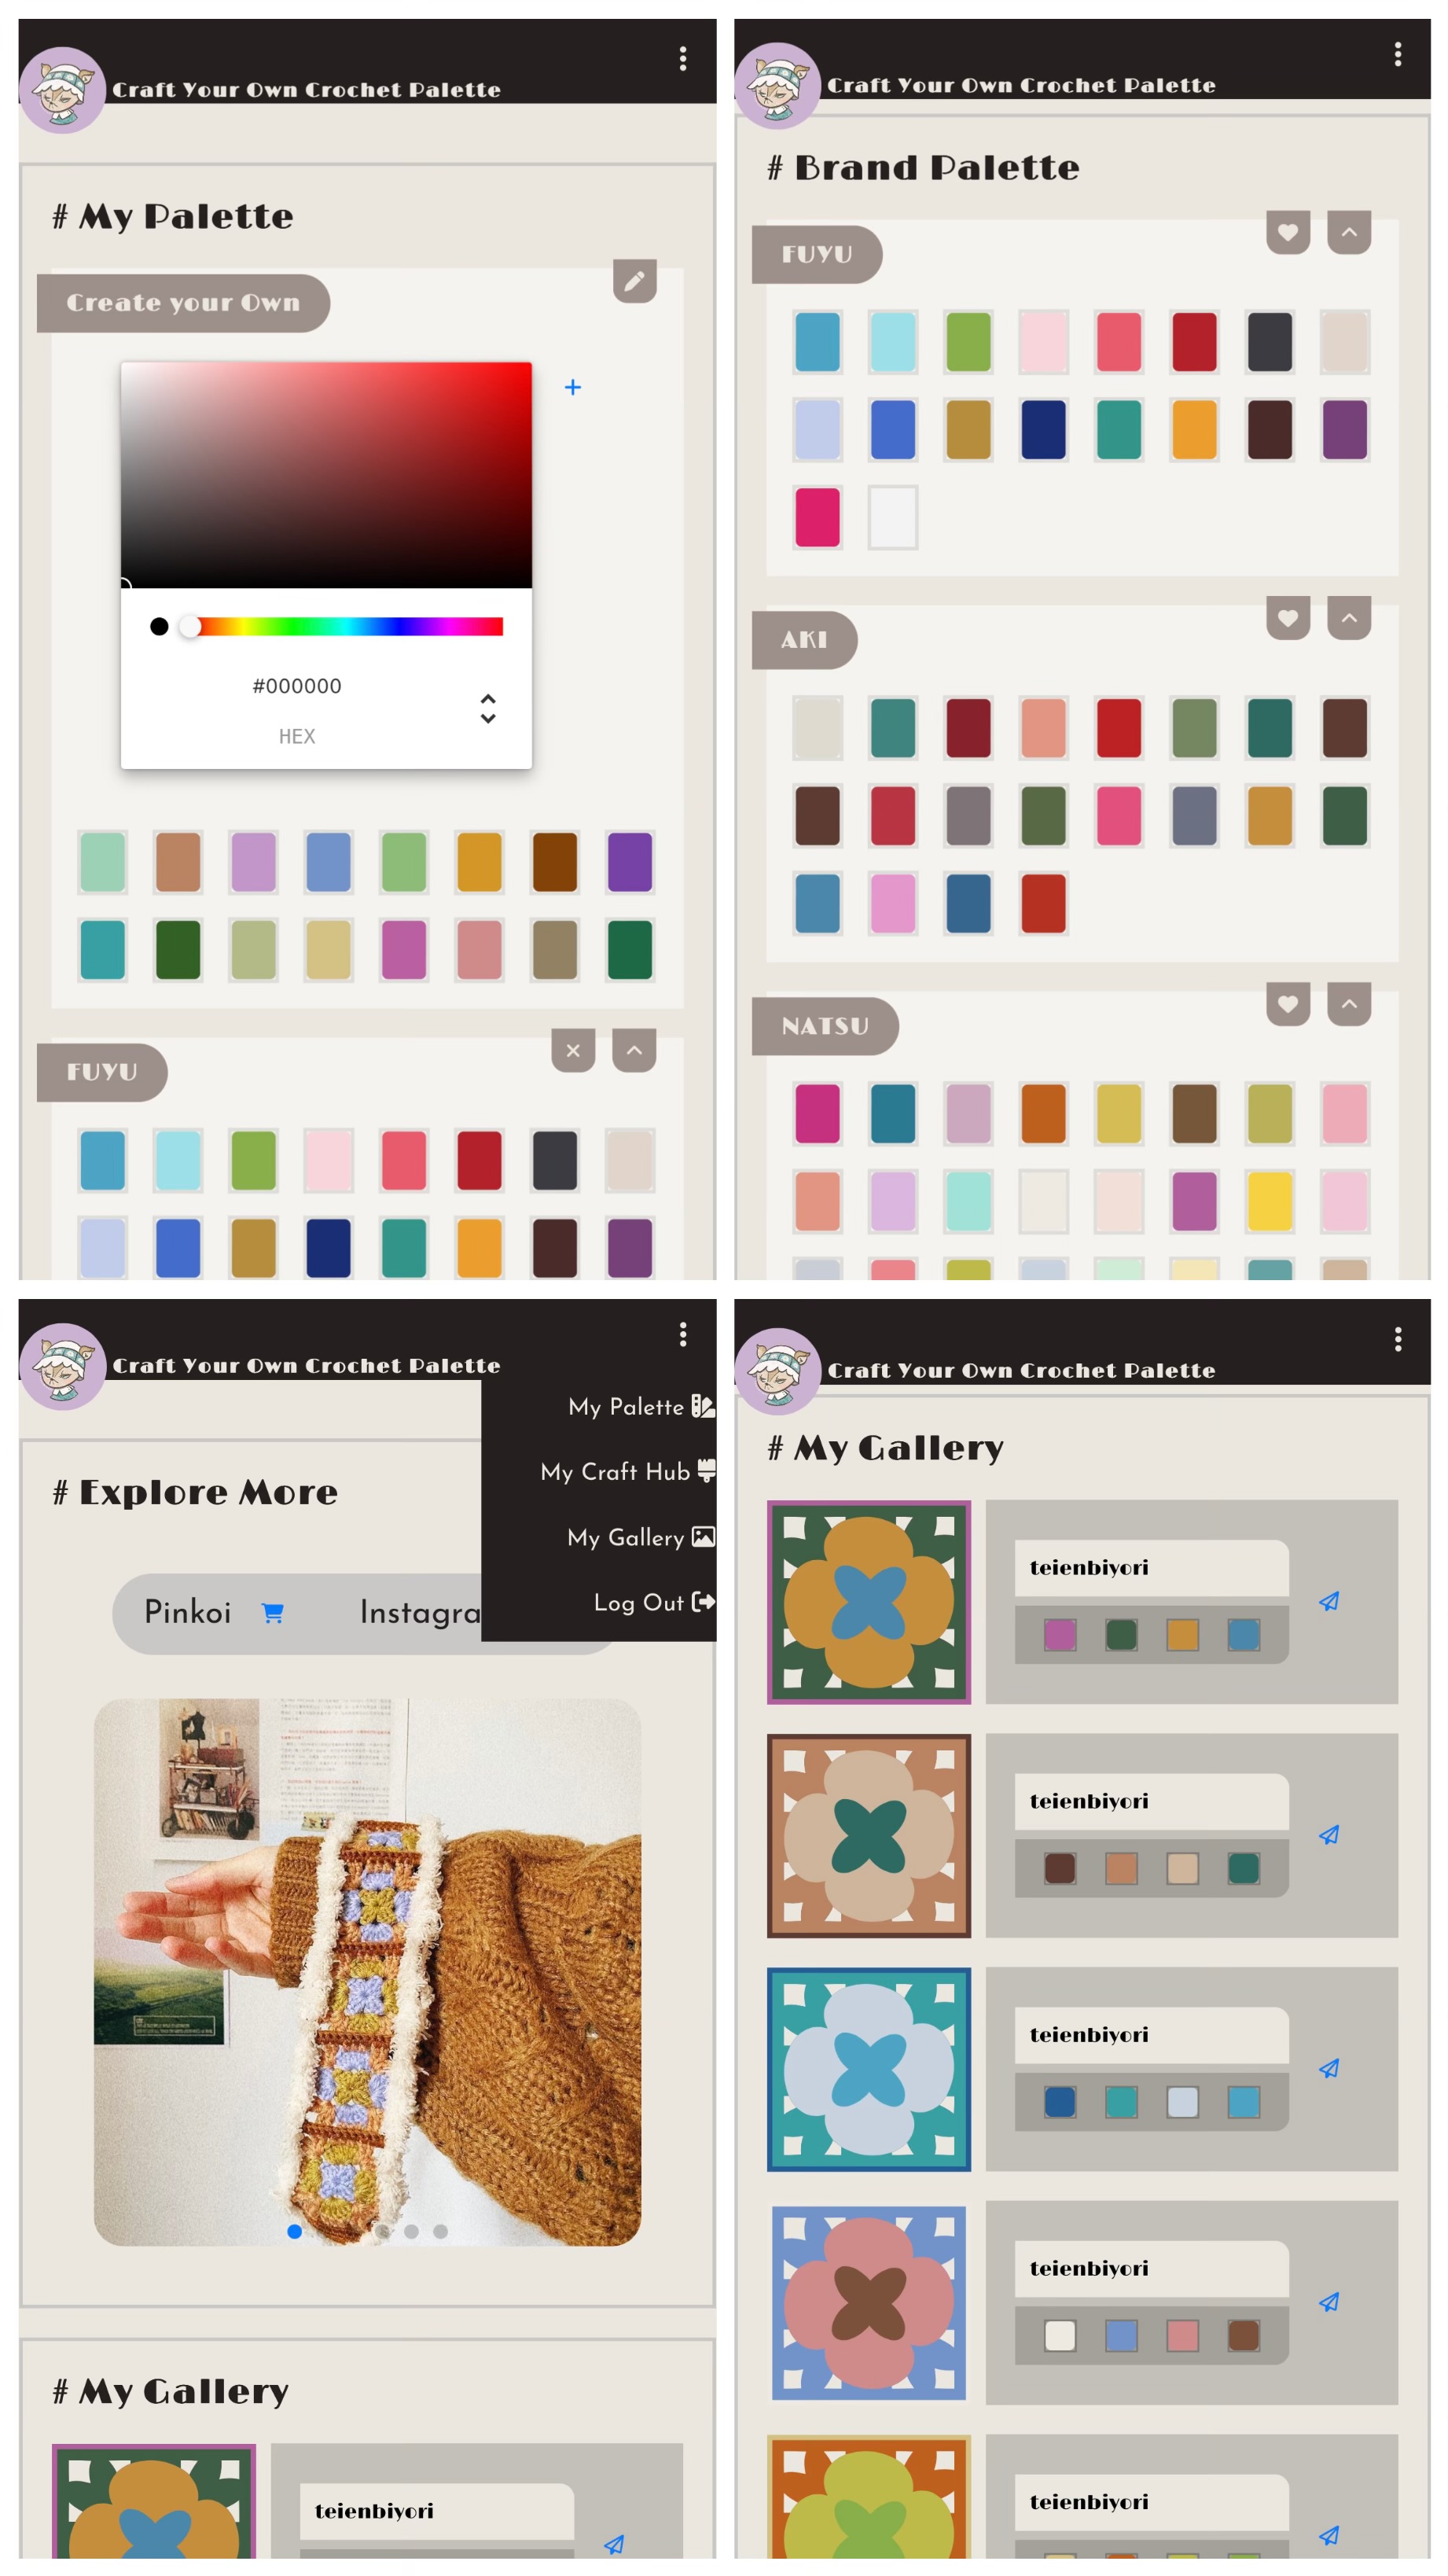 Craft Your Own Crochet Palette
# My Palette
Create your Own
#000000
HEX
FUYU
Craft Your Own Crochet Palette
# Brand Palette
FUYU
AKI
NATSU
Craft Your Own Crochet Palette
My Palette
My Craft Hub
My Gallery
Log Out
# Explore More
Pinkoi
Instagra
# My Gallery
teienbiyori
Craft Your Own Crochet Palette
# My Gallery
teienbiyori
teienbiyori
teienbiyori
teienbiyori
teienbiyori